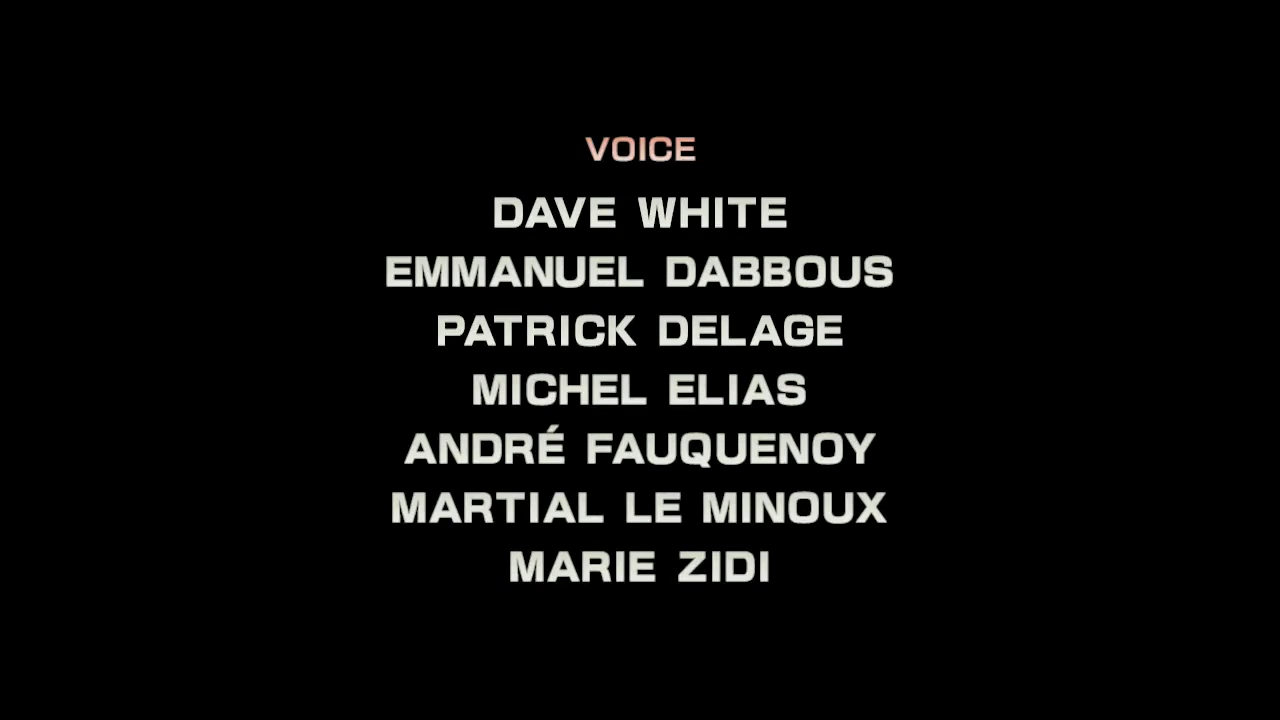 VOICE
DAVE WHITE
EMMANUEL DABBOUS
PATRICK DELAGE
MICHEL ELIAS
ANDRÉ FAUQUENOY
MARTIAL LE MINOUX
MARIE ZIDI